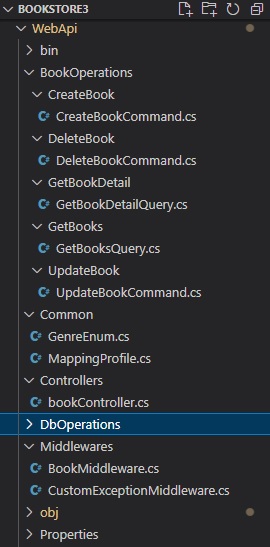 BOOKSTORE3
WebApi
bin
BookOperations
CreateBook
C# CreateBookCommand.cs
DeleteBook
C# DeleteBookCommand.cs
GetBookDetail
C# GetBookDetailQuery.cs
GetBooks
C# GetBooksQuery.cs
UpdateBook
C# UpdateBookCommand.cs
Common
C# GenreEnum.cs
C# MappingProfile.cs
Controllers
C# bookController.cs
DbOperations
Middlewares
C# BookMiddleware.cs
C# CustomExceptionMiddleware.cs
obj
Properties